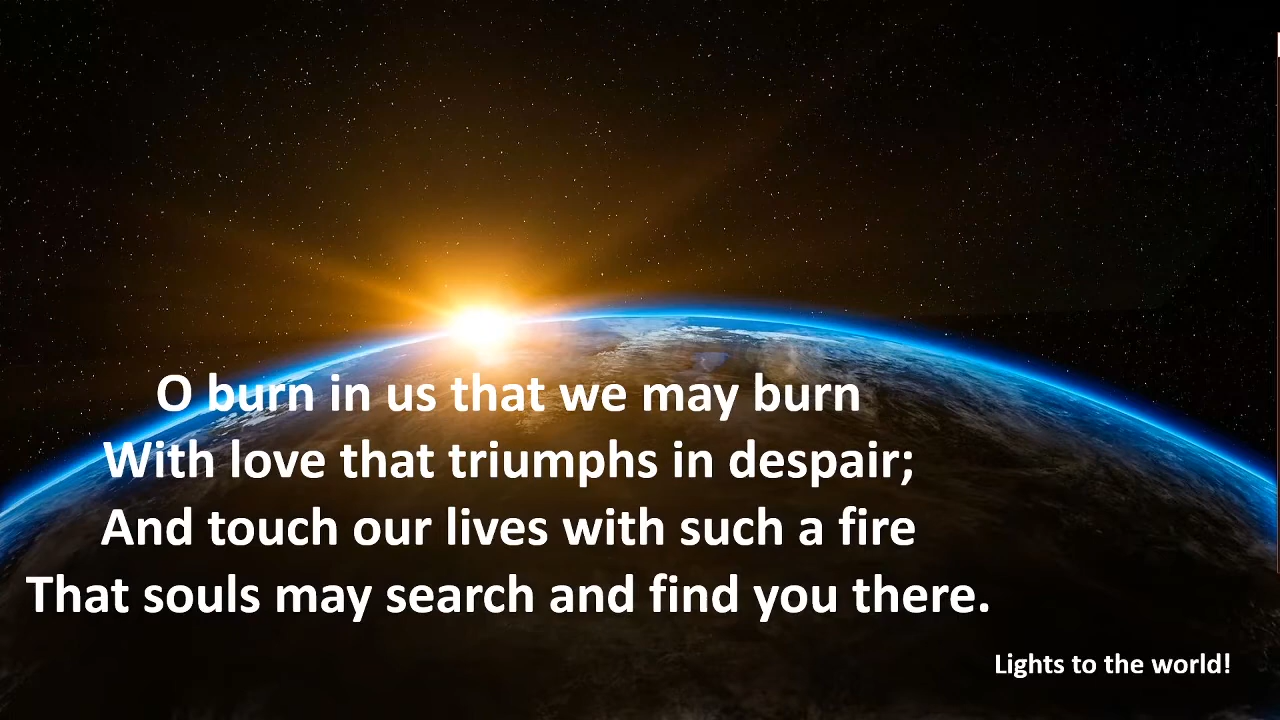 O burn in us that we may burn
With love that triumphs in despair;
And touch our lives with such a fire
That souls may search and find you there.
Lights to the world!